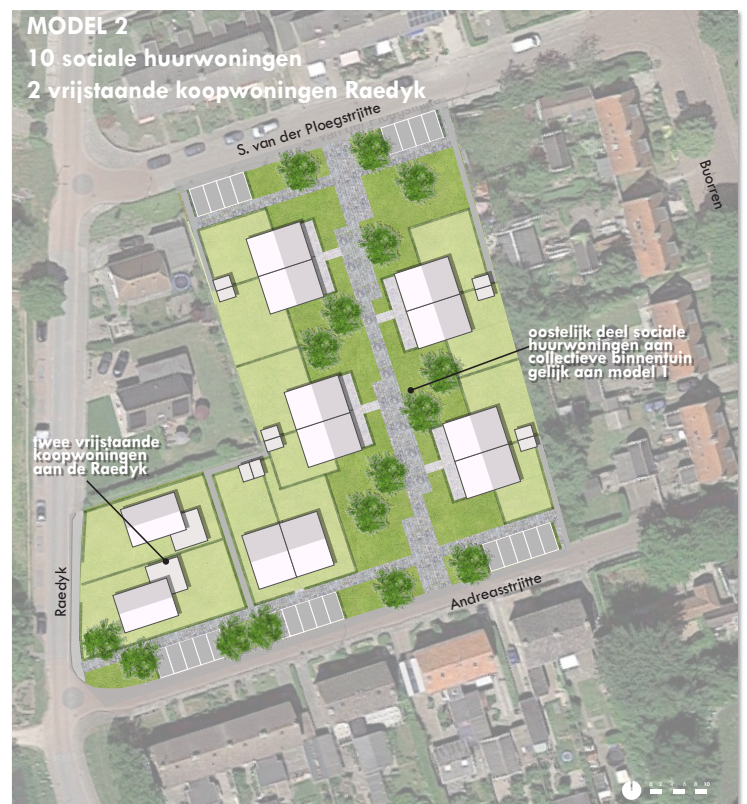 MODEL 2
10 sociale huurwoningen
2 vrijstaande koopwoningen Raedyk
S. van der Ploegstrjitte
Buorren
oostelijk deel sociale
huurwoningen aan
collectieve binnentuin
gelijk aan model 1
twee vrijstaande
koopwoningen
aan de Raedyk
Raedyk
Andreasstrjitte